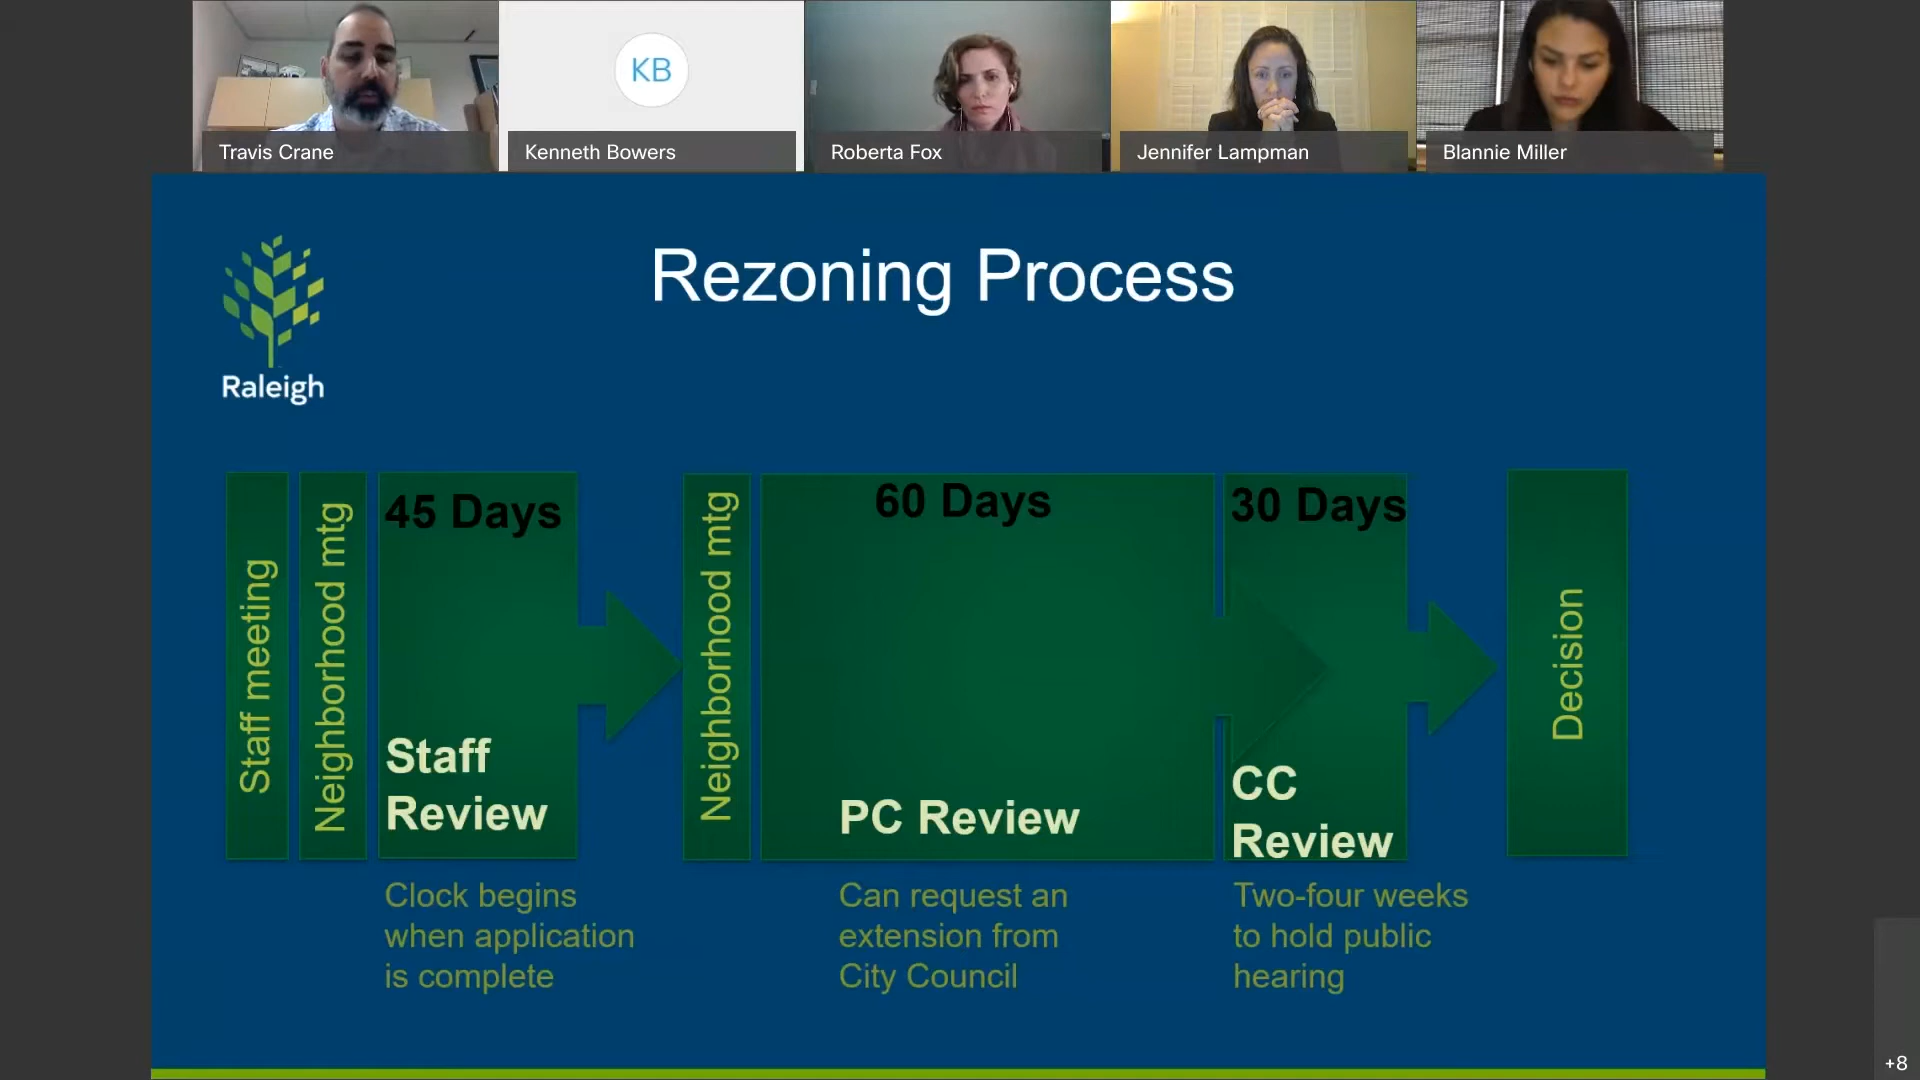 KB
Travis Crane
Kenneth Bowers
Roberta Fox
Jennifer Lampman
Blannie Miller
Rezoning Process
Raleigh
Staff meeting
Neighborhood mtg
45 Days
Staff
Review
Clock begins
when application
is complete
Neighborhood mtg
60 Days
PC Review
Can request an
extension from
City Council
30 Days
CC
Review
Two-four weeks
to hold public
hearing
Decision
+8